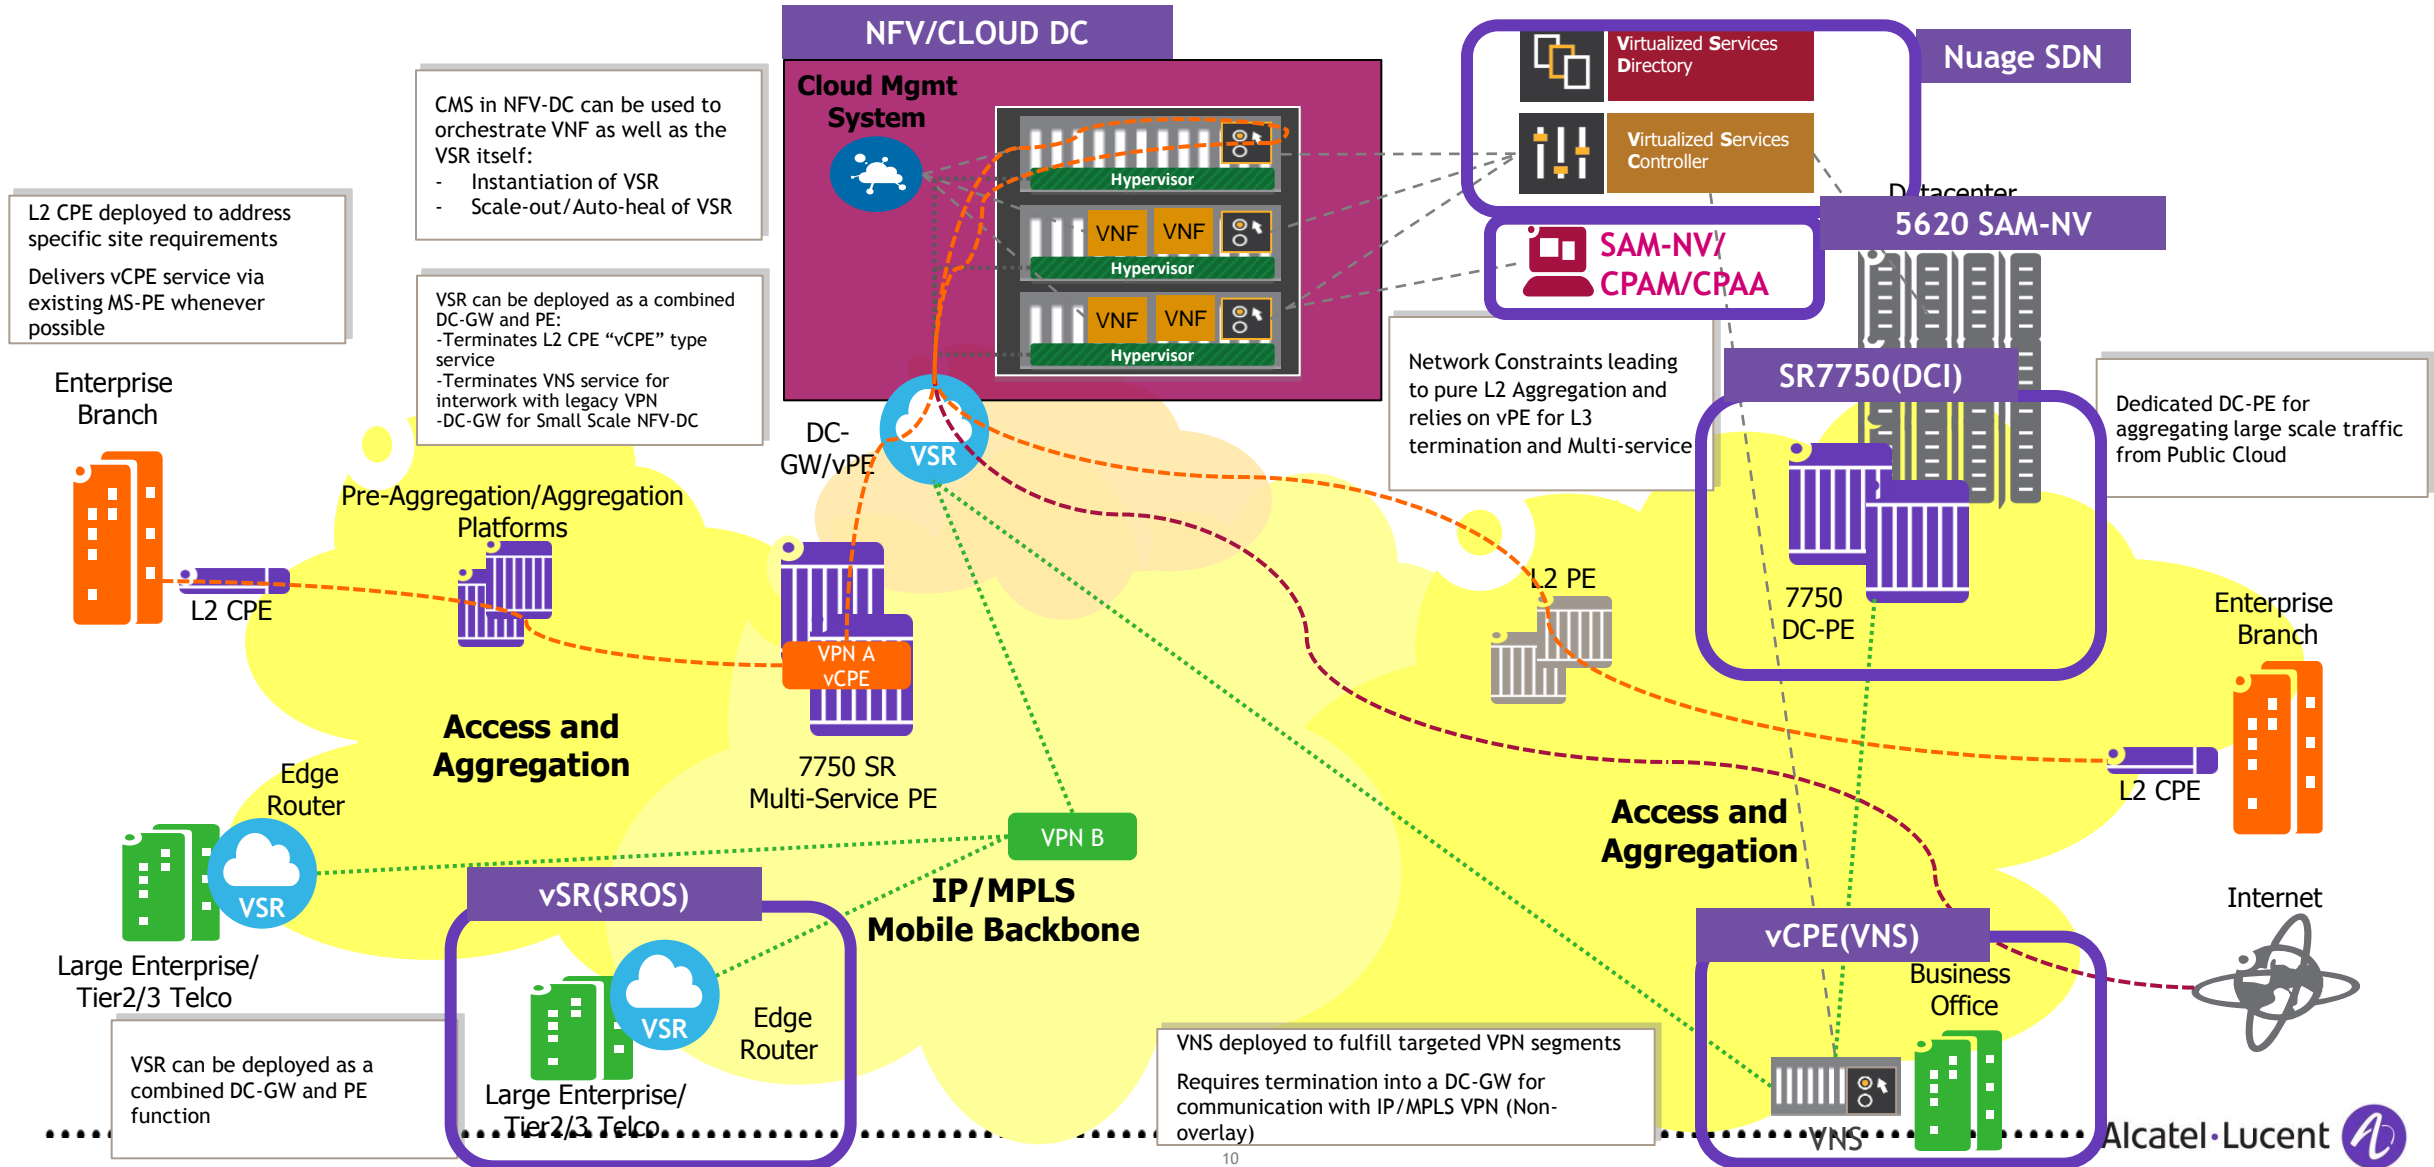 NFV/CLOUD DC
Cloud Mgmt
System
Hypervisor
VNF VNF
Hypervisor
VNF VNF
Hypervisor
Virtualized Services
Directory
Virtualized Services
Controller
Nuage SDN
Datacenter
5620 SAM-NV
SAM-NV/
CPAM/CPAA
CMS in NFV-DC can be used to
orchestrate VNF as well as the
VSR itself:
- Instantiation of VSR
- Scale-out/Auto-heal of VSR
L2 CPE deployed to address
specific site requirements
Delivers vCPE service via
existing MS-PE whenever
possible
VSR can be deployed as a combined
DC-GW and PE:
-Terminates L2 CPE “vCPE” type
service
-Terminates VNS service for
interwork with legacy VPN
-DC-GW for Small Scale NFV-DC
Network Constraints leading
to pure L2 Aggregation and
relies on vPE for L3
termination and Multi-service
SR7750(DCI)
Dedicated DC-PE for
aggregating large scale traffic
from Public Cloud
Enterprise
Branch
DC-
GW/vPE
VSR
Pre-Aggregation/Aggregation
Platforms
L2 CPE
L2 PE
7750
DC-PE
Enterprise
Branch
VPN A
vCPE
Access and
Aggregation
7750 SR
Multi-Service PE
Edge
Router
VSR
VPN B
L2 CPE
Access and
Aggregation
vSR(SROS)
IP/MPLS
Mobile Backbone
Internet
vCPE(VNS)
Large Enterprise/
Tier2/3 Telco
VSR
Edge
Router
Business
Office
VSR can be deployed as a
combined DC-GW and PE
function
Large Enterprise/
Tier2/3 Telco
VNS deployed to fulfill targeted VPN segments
Requires termination into a DC-GW for
communication with IP/MPLS VPN (Non-
overlay)
VNS
Alcatel·Lucent
10